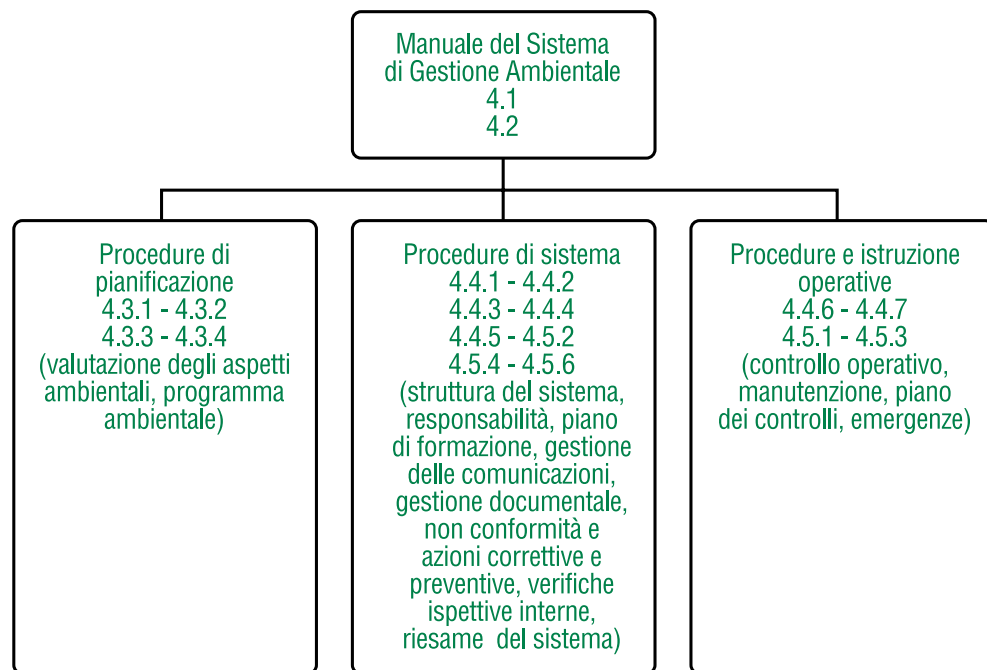 Manuale del Sistema
di Gestione Ambientale
4.1
4.2
Procedure di
pianificazione
4.3.1 - 4.3.2
4.3.3 - 4.3.4
(valutazione degli aspetti
ambientali, programma
ambientale)
Procedure di sistema
4.4.1 - 4.4.2
4.4.3 - 4.4.4
4.4.5 - 4.5.2
4.5.4 - 4.5.6
(struttura del sistema,
responsabilità, piano
di formazione, gestione
delle comunicazioni,
gestione documentale,
non conformità e
azioni correttive e
preventive, verifiche
ispettive interne,
riesame del sistema)
Procedure e istruzione
operative
4.4.6 - 4.4.7
4.5.1 - 4.5.3
(controllo operativo,
manutenzione, piano
dei controlli, emergenze)